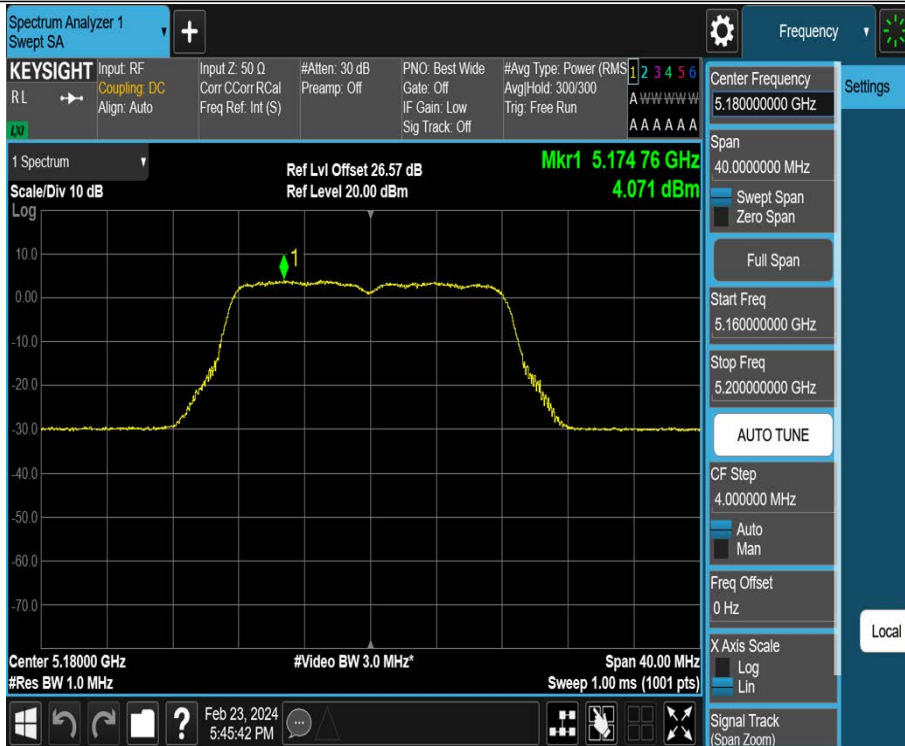 Spectrum Analyzer 1
Swept SA
+
Frequency
KEYSIGHT
RL
LXI
Input: RF
Coupling: DC
Align: Auto
Input Z: 50 Ω
Corr CCorr RCal
Freq Ref: Int (S)
#Atten: 30 dB
Preamp: Off
PNO: Best Wide
Gate: Off
IF Gain: Low
Sig Track: Off
#Avg Type: Power (RMS
Avg|Hold: 300/300
Trig: Free Run
1 2 3 4 5 6
A W W W W W
A A A A A A
1 Spectrum
Scale/Div 10 dB
Log
Ref Lvl Offset 26.57 dB
Ref Level 20.00 dBm
Mkr1 5.174 76 GHz
4.071 dBm
1
10.0
0.00
-10.0
-20.0
-30.0
-40.0
-50.0
-60.0
-70.0
Center 5.18000 GHz
#Video BW 3.0 MHz*
Span 40.00 MHz
#Res BW 1.0 MHz
Sweep 1.00 ms (1001 pts)
?
Feb 23, 2024
5:45:42 PM
Center Frequency
5.180000000 GHz
Span
40.0000000 MHz
Swept Span
Zero Span
Full Span
Start Freq
5.160000000 GHz
Stop Freq
5.200000000 GHz
AUTO TUNE
CF Step
4.000000 MHz
Auto
Man
Freq Offset
0 Hz
X Axis Scale
Log
Lin
Signal Track
(Span Zoom)
Settings
Local